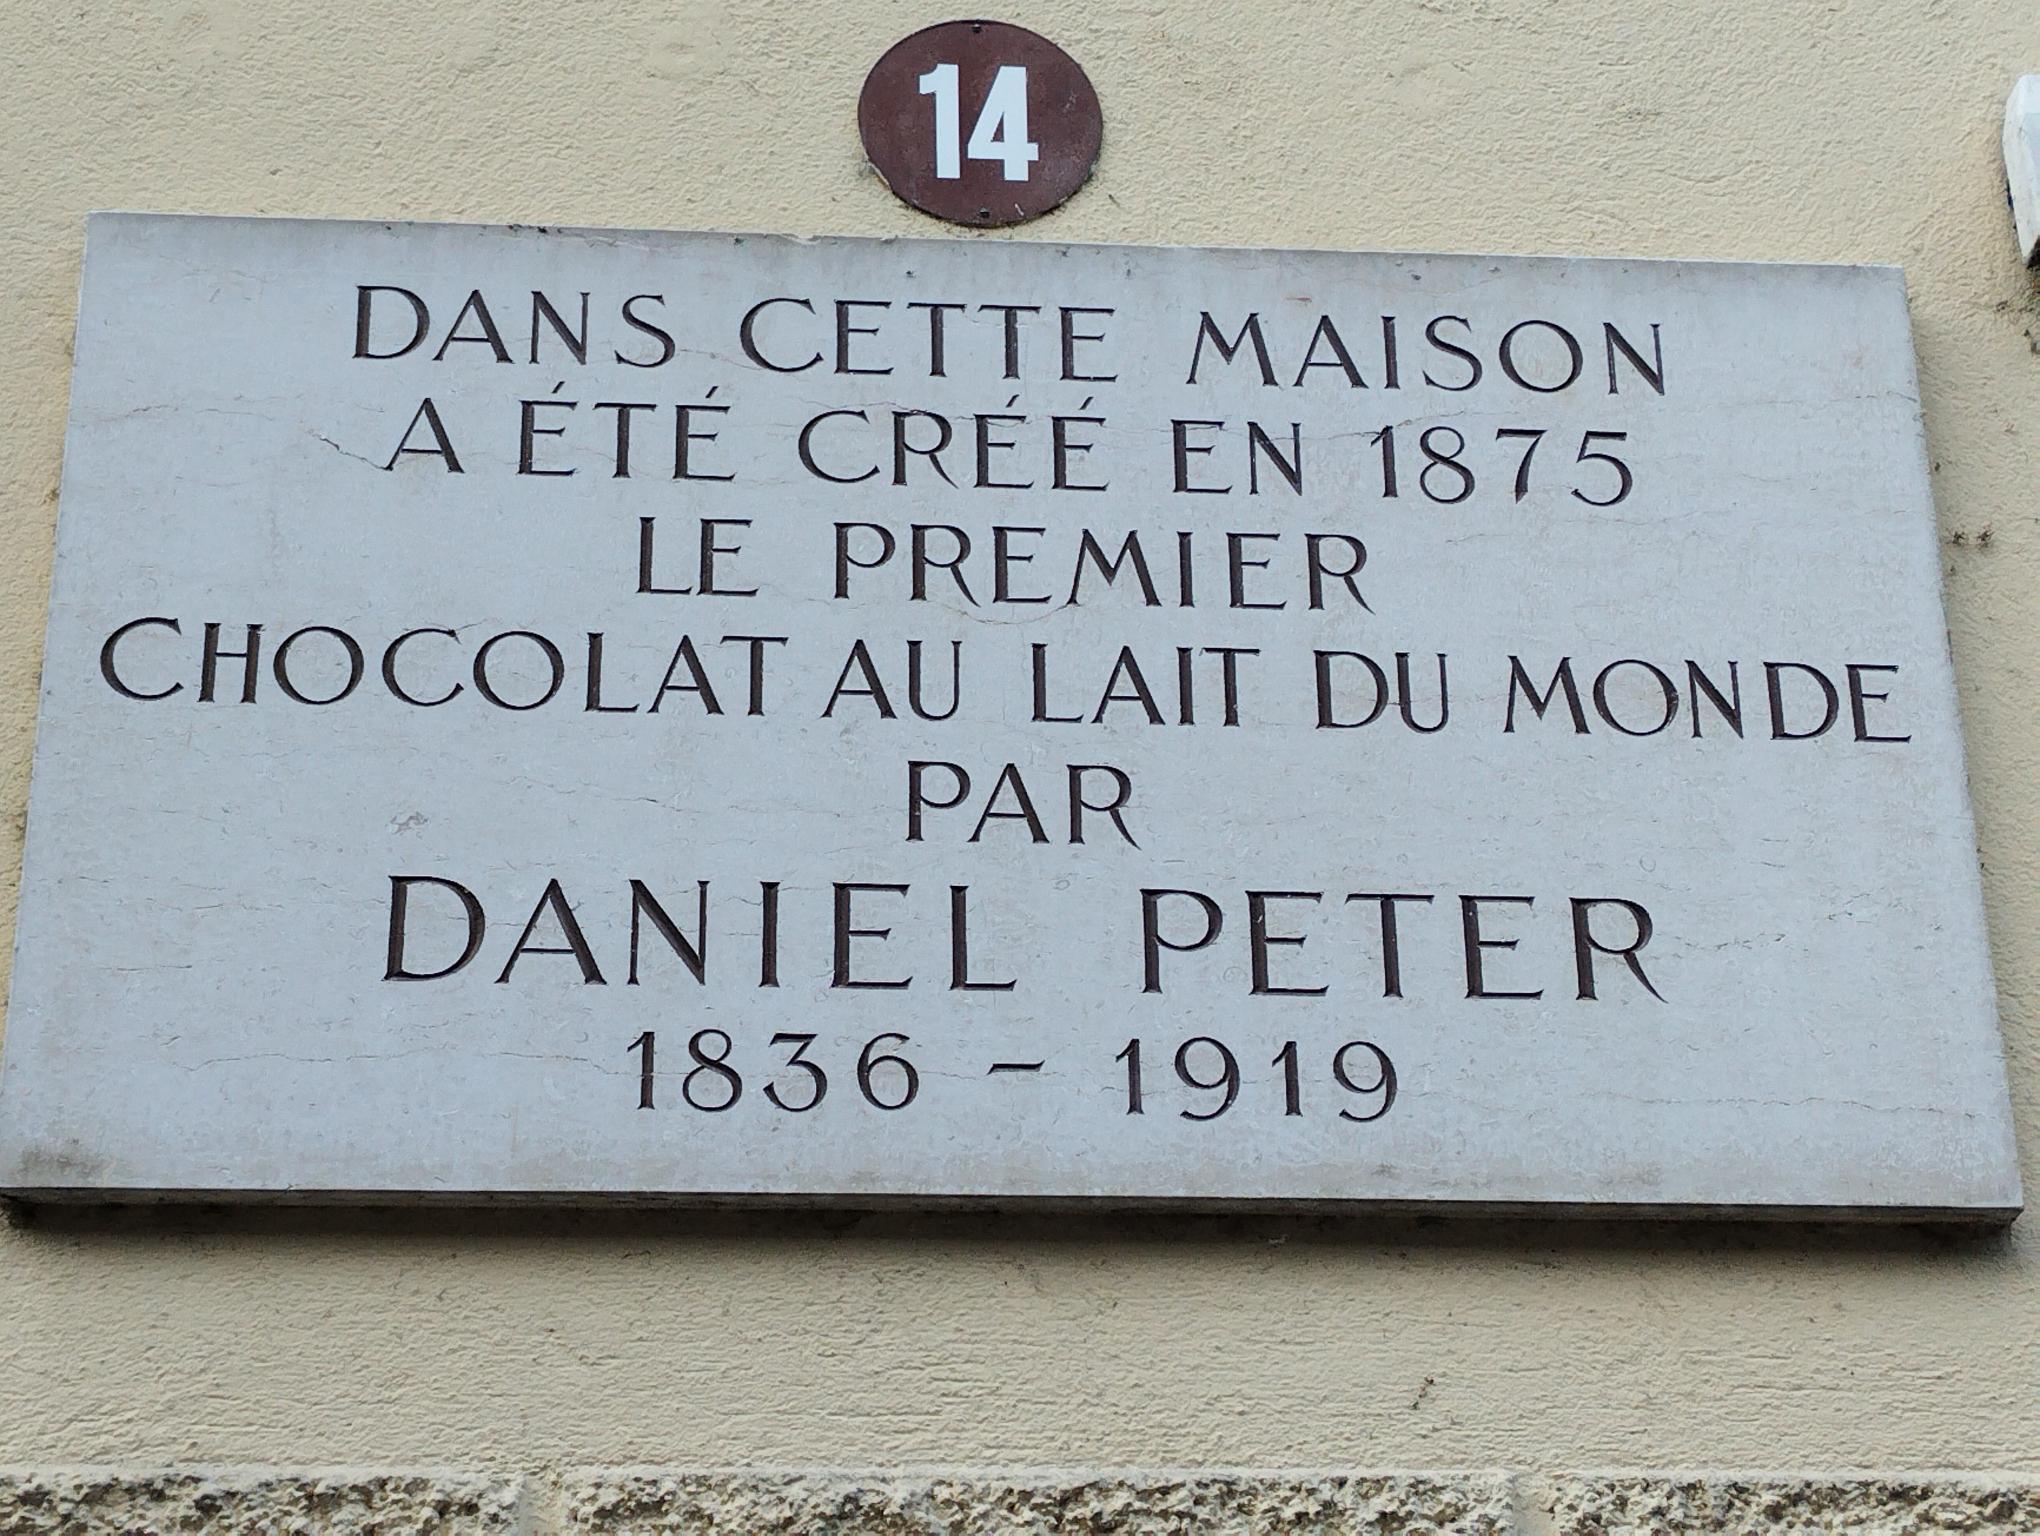 14
DANS CETTE MAISON
A ÉTÉ CRÉÉ EN 1875
LE PREMIER
CHOCOLAT AU LAIT DU MONDE
PAR
DANIEL PETER
1836 – 1919